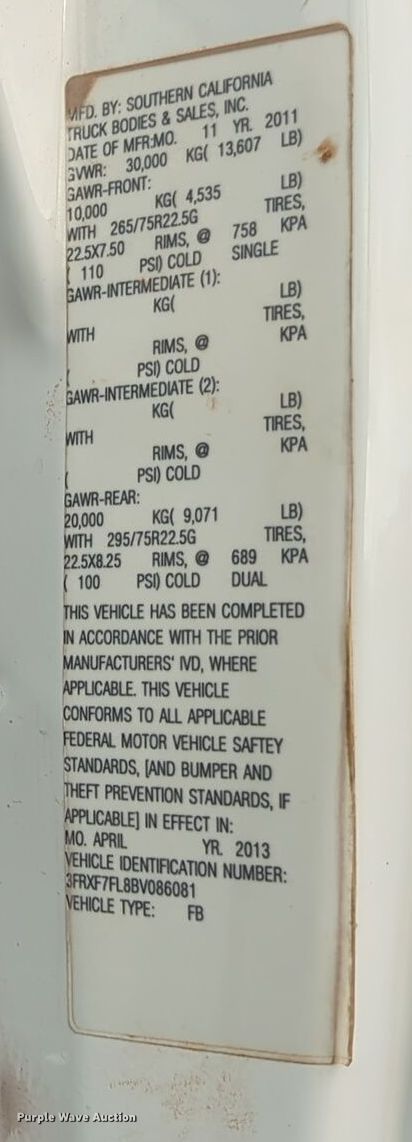 MFD. BY: SOUTHERN CALIFORNIA
TRUCK BODIES & SALES, INC.
DATE OF MFR:MO. 11 YR. 2011
GVWR: 30,000 KG( 13,607 LB)
GAWR-FRONT:
10,000 KG( 4,535 LB)
WITH 265/75R22.5G TIRES,
22.5X7.50 RIMS, @ 758 KPA
( 110 PSI) COLD SINGLE
GAWR-INTERMEDIATE (1):
KG( LB)
WITH TIRES,
RIMS, @ KPA
( PSI) COLD
GAWR-INTERMEDIATE (2):
KG( LB)
WITH TIRES,
RIMS, @ KPA
( PSI) COLD
GAWR-REAR:
20,000 KG( 9,071 LB)
WITH 295/75R22.5G TIRES,
22.5X8.25 RIMS, @ 689 KPA
( 100 PSI) COLD DUAL
THIS VEHICLE HAS BEEN COMPLETED
IN ACCORDANCE WITH THE PRIOR
MANUFACTURERS' IVD, WHERE
APPLICABLE. THIS VEHICLE
CONFORMS TO ALL APPLICABLE
FEDERAL MOTOR VEHICLE SAFTEY
STANDARDS, [AND BUMPER AND
THEFT PREVENTION STANDARDS, IF
APPLICABLE] IN EFFECT IN:
MO. APRIL YR. 2013
VEHICLE IDENTIFICATION NUMBER:
3FRXF7FL8BV086081
VEHICLE TYPE: FB
Purple Wave Auction